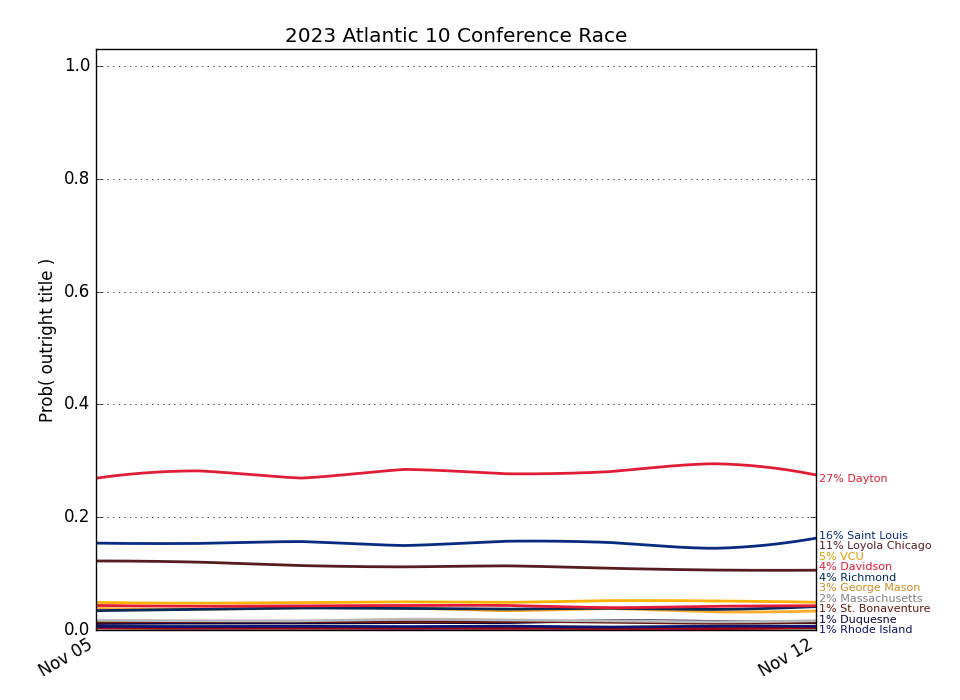 2023 Atlantic 10 Conference Race
1.0
0.8
0.6
0.4
0.2
0.0
Prob( outright title )
Nov 05
Nov 12
27% Dayton
16% Saint Louis
11% Loyola Chicago
5% VCU
4% Davidson
4% Richmond
3% George Mason
2% Massachusetts
1% St. Bonaventure
1% Duquesne
1% Rhode Island